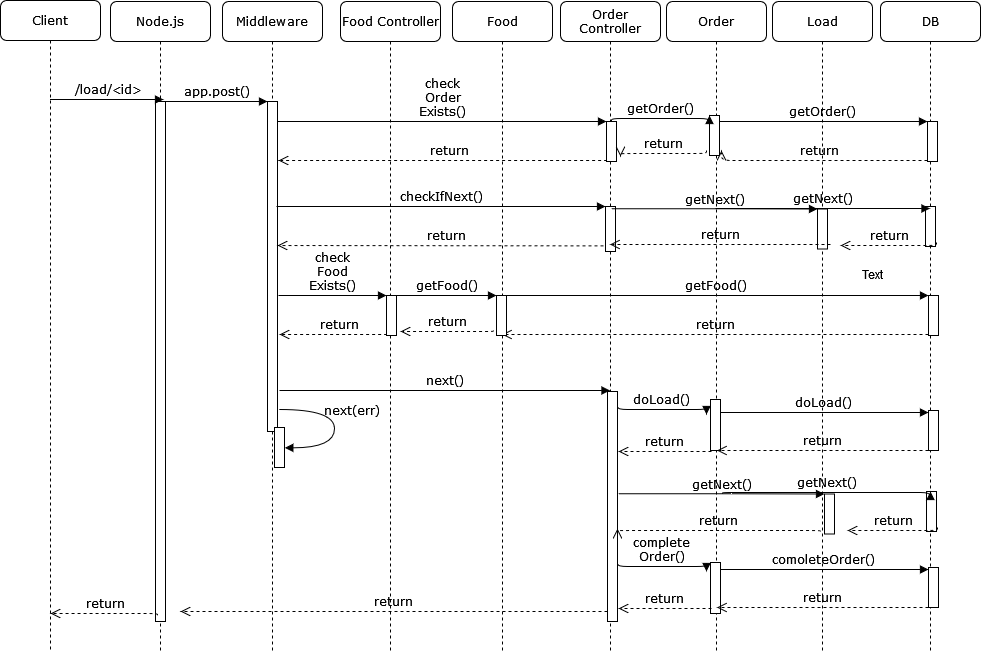 Client
Node.js
Middleware
Food Controller
Food
Order
Controller
Order
Load
DB
/load/<id>
app.post()
check
Order
Exists()
getOrder()
getOrder()
return
return
return
checkIfNext()
getNext()
getNext()
return
return
return
check
Food
Exists()
Text
getFood()
getFood()
return
return
return
next()
next(err)
doLoad()
doLoad()
return
return
getNext()
getNext()
return
return
complete
Order()
comoleteOrder()
return
return
return
return